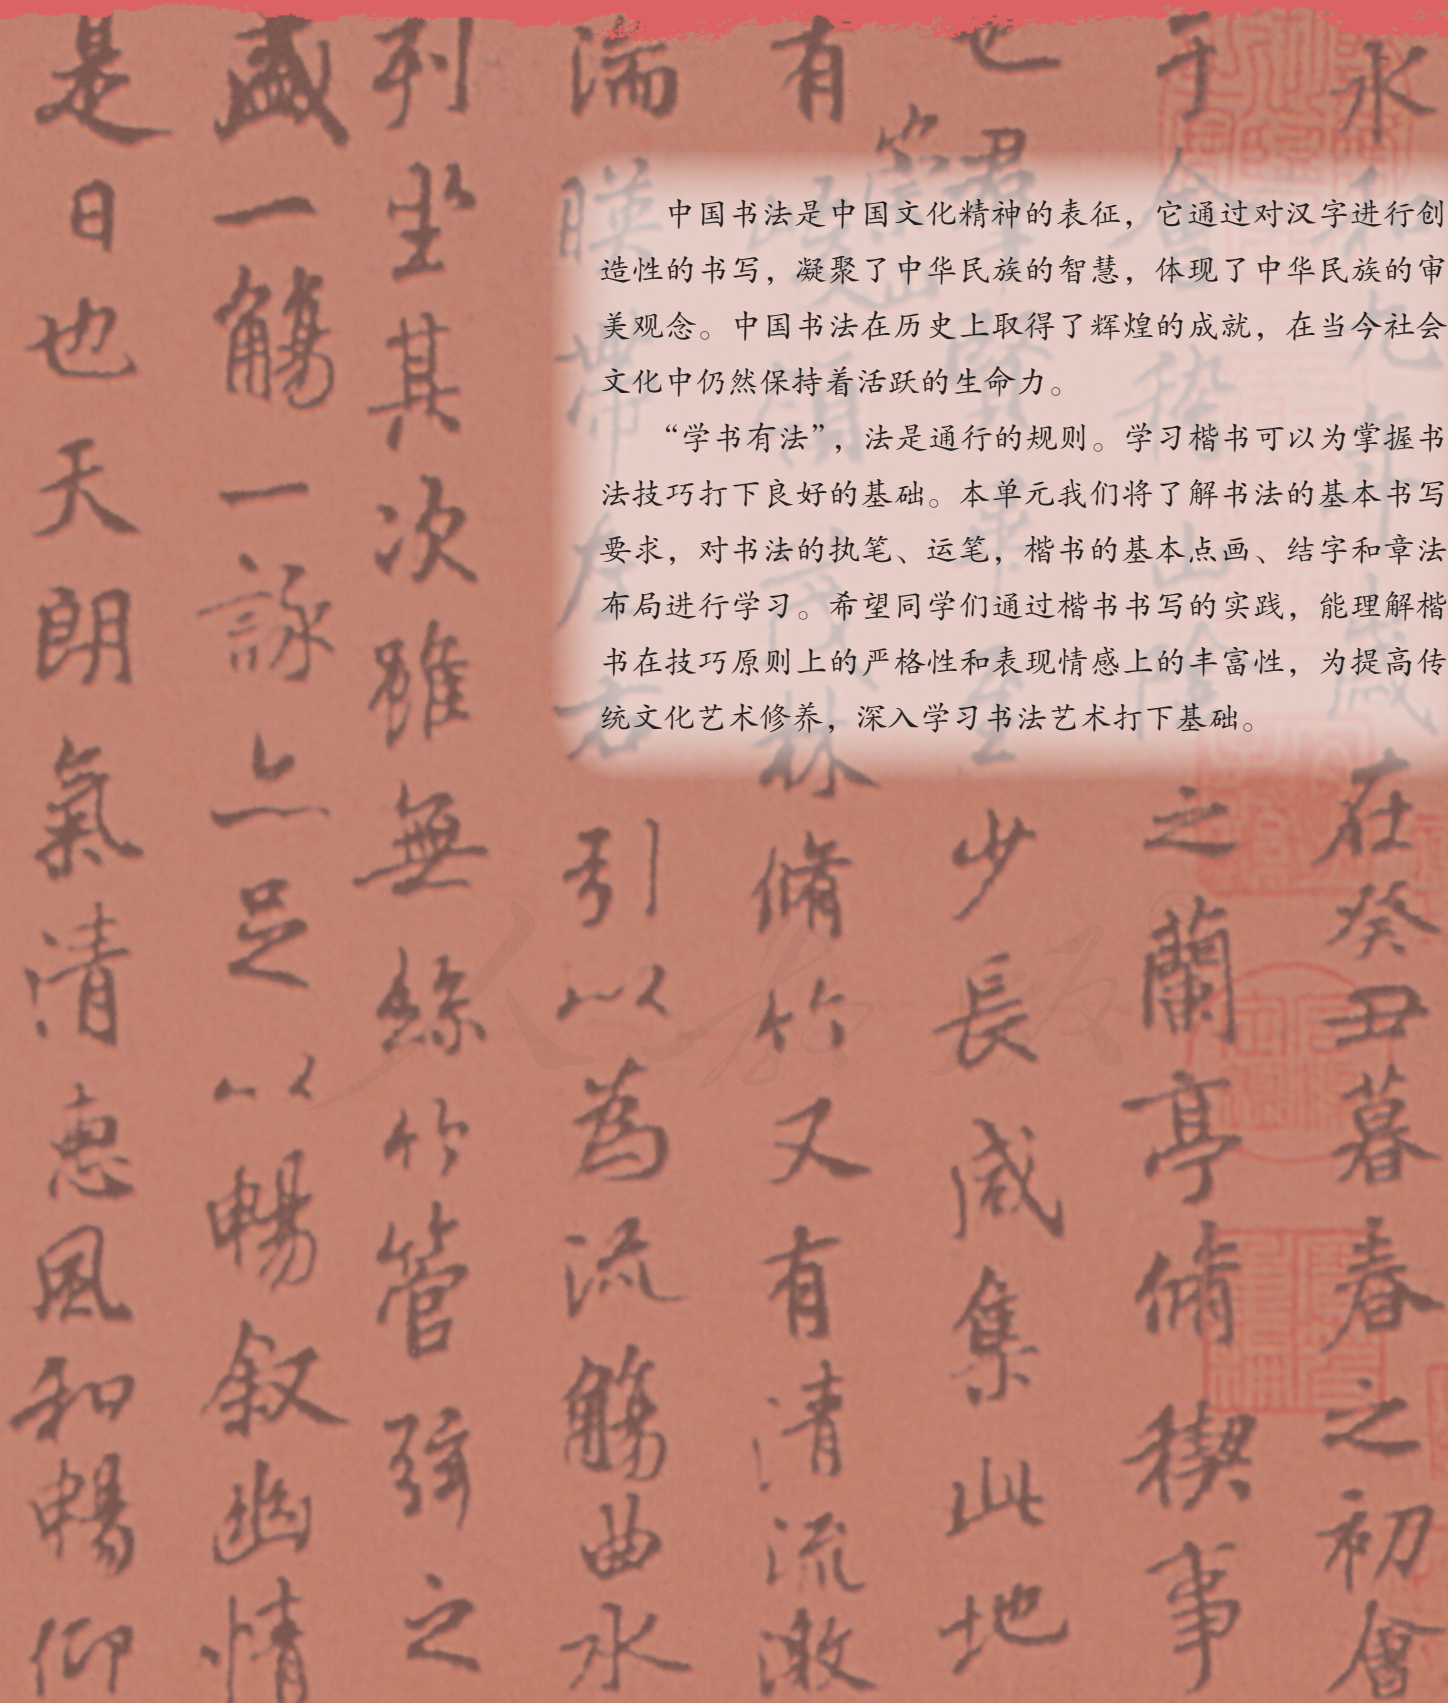 中国书法是中国文化精神的表征，它通过对汉字进行创
造性的书写，凝聚了中华民族的智慧，体现了中华民族的审
美观念。中国书法在历史上取得了辉煌的成就，在当今社会
文化中仍然保持着活跃的生命力。
“学书有法”，法是通行的规则。学习楷书可以为掌握书
法技巧打下良好的基础。本单元我们将了解书法的基本书写
要求，对书法的执笔、运笔，楷书的基本点画、结字和章法
布局进行学习。希望同学们通过楷书书写的实践，能理解楷
书在技巧原则上的严格性和表现情感上的丰富性，为提高传
统文化艺术修养，深入学习书法艺术打下基础。
永和九年歲在癸丑暮春之初會
于會稽山陰之蘭亭脩稧事
也羣賢畢至少長咸集此地
有崇山峻領茂林脩竹又有清流激
湍暎帶左右引以為流觴曲水
列坐其次雖無絲竹管弦之
盛一觴一詠亦足以暢敘幽情
是日也天朗氣清惠風和暢仰